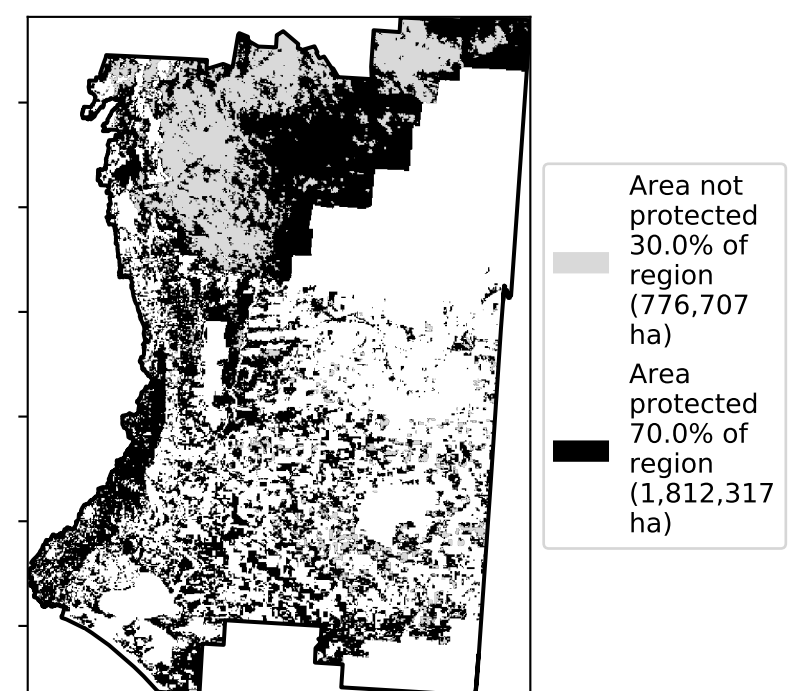 Area not
protected
30.0% of
region
(776,707
ha)
Area
protected
70.0% of
region
(1,812,317
ha)